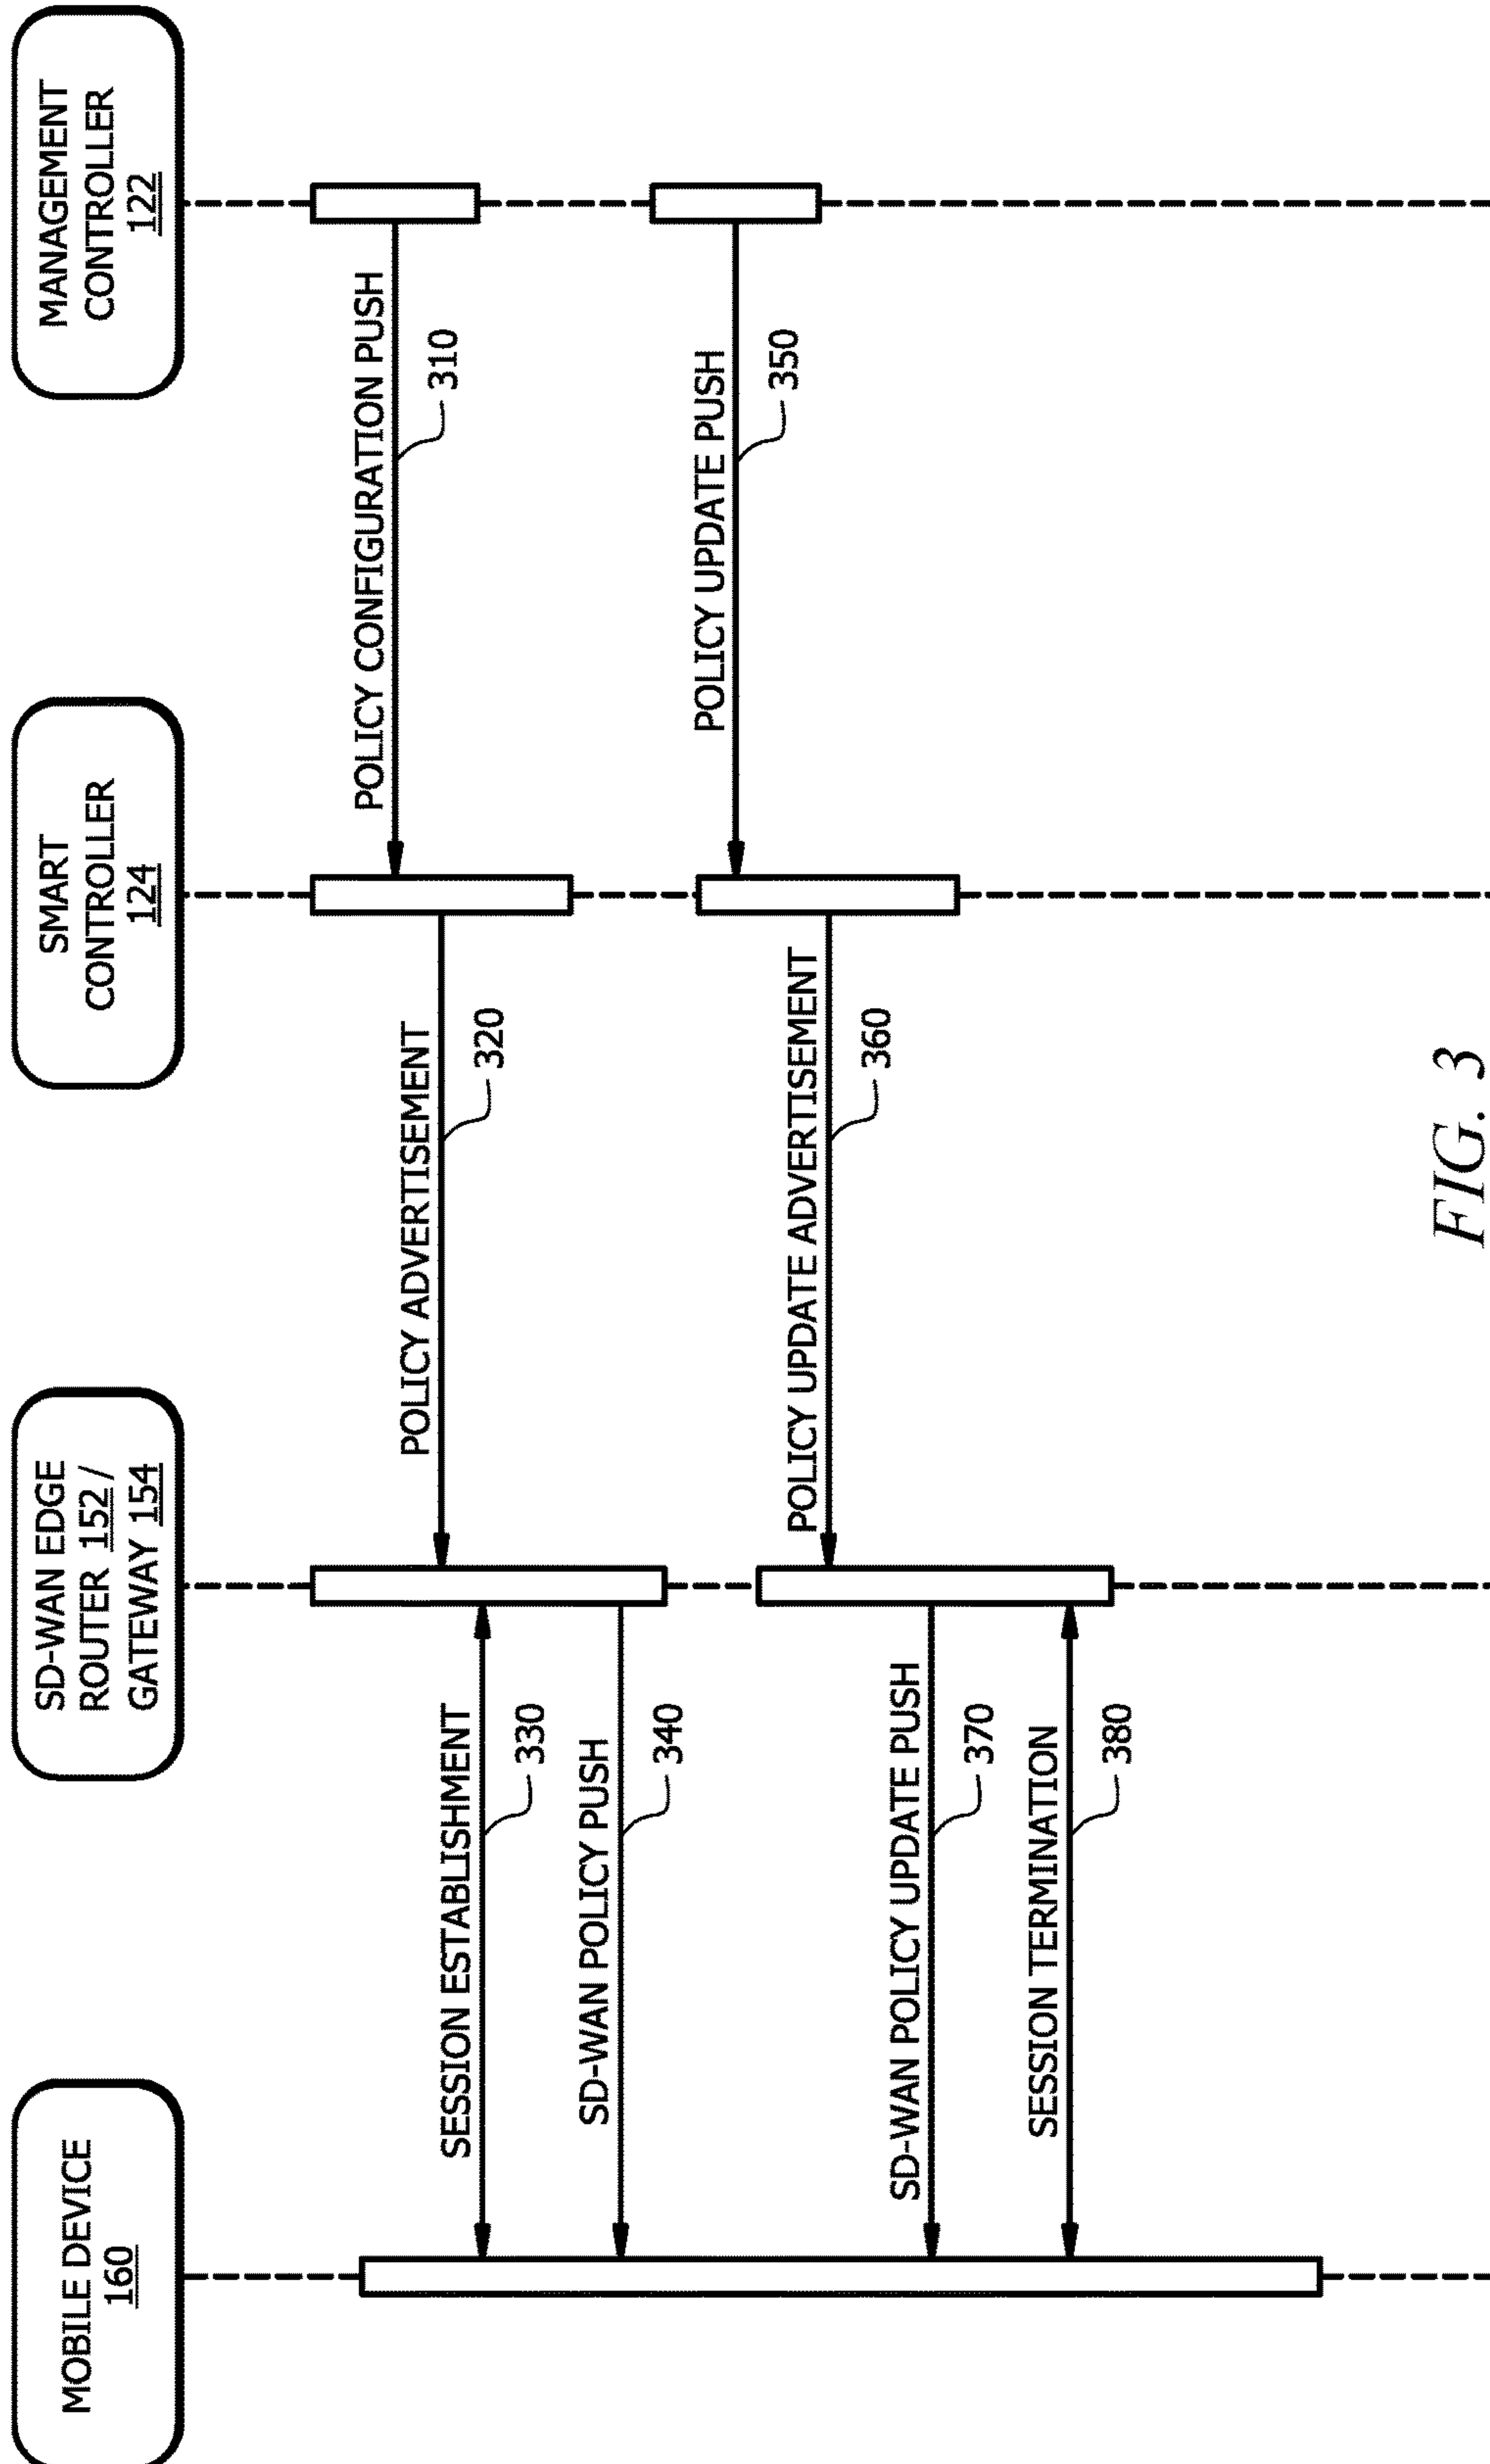 MOBILE DEVICE
160
SD-WAN EDGE
ROUTER 152 /
GATEWAY 154
SMART
CONTROLLER
124
MANAGEMENT
CONTROLLER
122
POLICY CONFIGURATION PUSH
310
POLICY ADVERTISEMENT
320
SESSION ESTABLISHMENT
330
SD-WAN POLICY PUSH
340
POLICY UPDATE PUSH
350
POLICY UPDATE ADVERTISEMENT
360
SD-WAN POLICY UPDATE PUSH
370
SESSION TERMINATION
380
FIG. 3